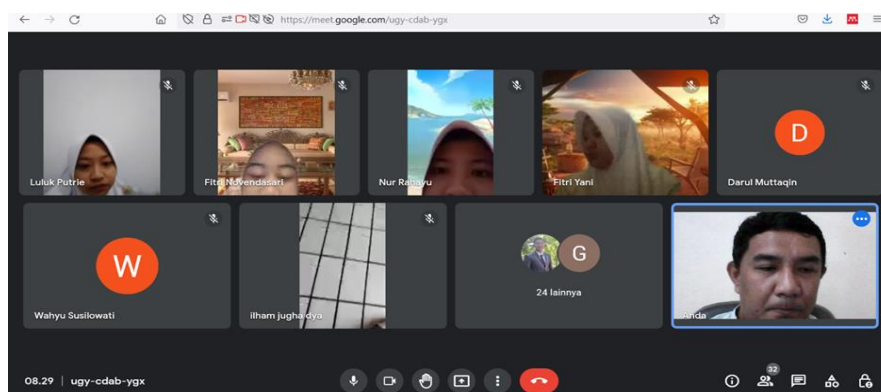 https://meet.google.com/ugy-cdab-ygx
Luluk Putrie
Fitri Novendasari
Nur Rahayu
Fitri Yani
D
Darul Muttaqin
W
Wahyu Susilowati
ilham jugha dya
G
24 lainnya
Anda
08.29 | ugy-cdab-ygx
32